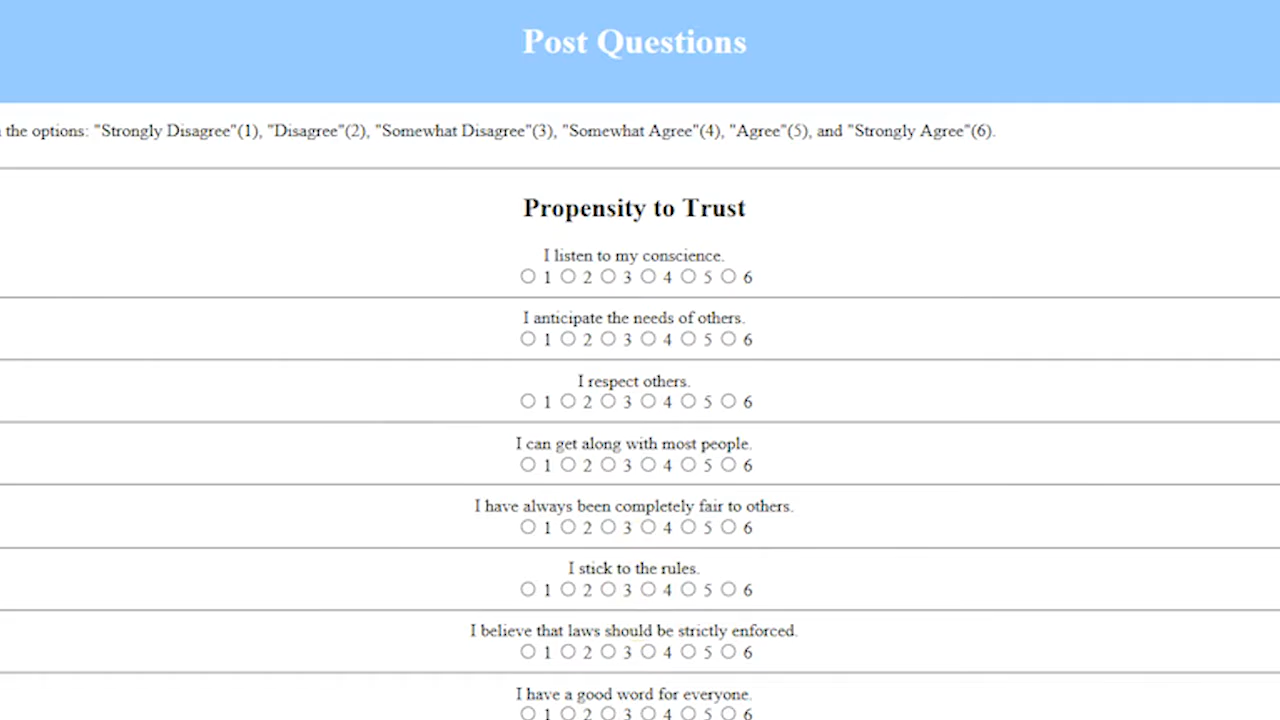 Post Questions
the options: "Strongly Disagree"(1), "Disagree"(2), "Somewhat Disagree"(3), "Somewhat Agree"(4), "Agree"(5), and "Strongly Agree"(6).
Propensity to Trust
I listen to my conscience.
1 2 3 4 5 6
I anticipate the needs of others.
1 2 3 4 5 6
I respect others.
1 2 3 4 5 6
I can get along with most people.
1 2 3 4 5 6
I have always been completely fair to others.
1 2 3 4 5 6
I stick to the rules.
1 2 3 4 5 6
I believe that laws should be strictly enforced.
1 2 3 4 5 6
I have a good word for everyone.
1 2 3 4 5 6